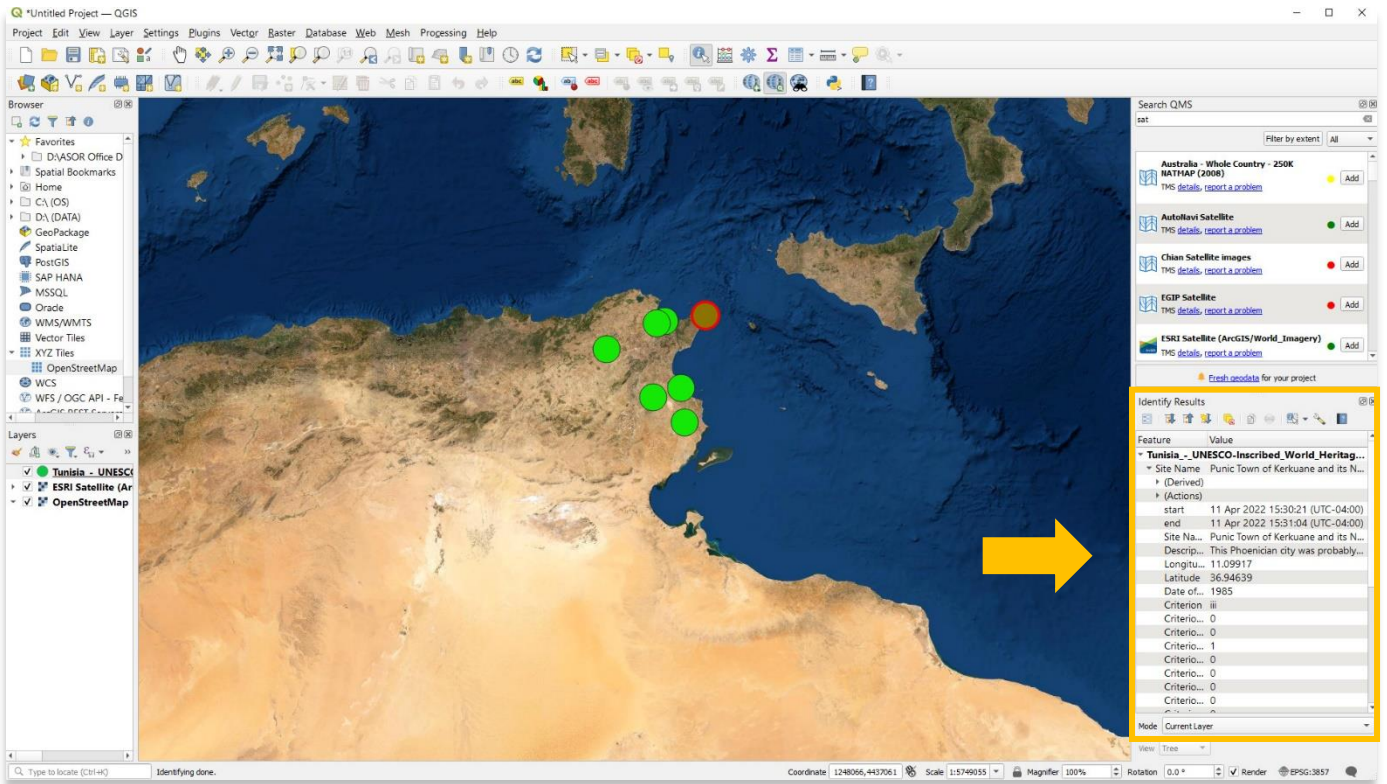 *Untitled Project — QGIS
Project Edit View Layer Settings Plugins Vector Raster Database Web Mesh Processing Help
Browser
Favorites
D:\ASOR Office D
Spatial Bookmarks
Home
C:\ (OS)
D:\ (DATA)
GeoPackage
SpatiaLite
PostGIS
SAP HANA
MSSQL
Oracle
WMS/WMTS
Vector Tiles
XYZ Tiles
OpenStreetMap
WCS
WFS / OGC API - Fe
Layers
Tunisia - UNESCO
ESRI Satellite (Ar
OpenStreetMap
Search QMS
sat
Filter by extent All
Australia - Whole Country - 250K
NATMAP (2008)
TMS details, report a problem
Add
AutoNavi Satellite
TMS details, report a problem
Add
Chian Satellite images
TMS details, report a problem
Add
EGIP Satellite
TMS details, report a problem
Add
ESRI Satellite (ArcGIS/World_Imagery)
TMS details, report a problem
Add
Fresh geodata for your project
Identify Results
Feature Value
Tunisia_-_UNESCO-Inscribed_World_Heritag...
Site Name Punic Town of Kerkuane and its N...
(Derived)
(Actions)
start 11 Apr 2022 15:30:21 (UTC-04:00)
end 11 Apr 2022 15:31:04 (UTC-04:00)
Site Na... Punic Town of Kerkuane and its N...
Descrip... This Phoenician city was probably...
Longitu... 11.09917
Latitude 36.94639
Date of... 1985
Criterion iii
Criterio... 0
Criterio... 0
Criterio... 1
Criterio... 0
Criterio... 0
Criterio... 0
Criterio... 0
Mode Current Layer
View Tree
Type to locate (Ctrl+K) Identifying done. Coordinate 1248066,4437061 Scale 1:5749055 Magnifier 100% Rotation 0.0 ° Render EPSG:3857